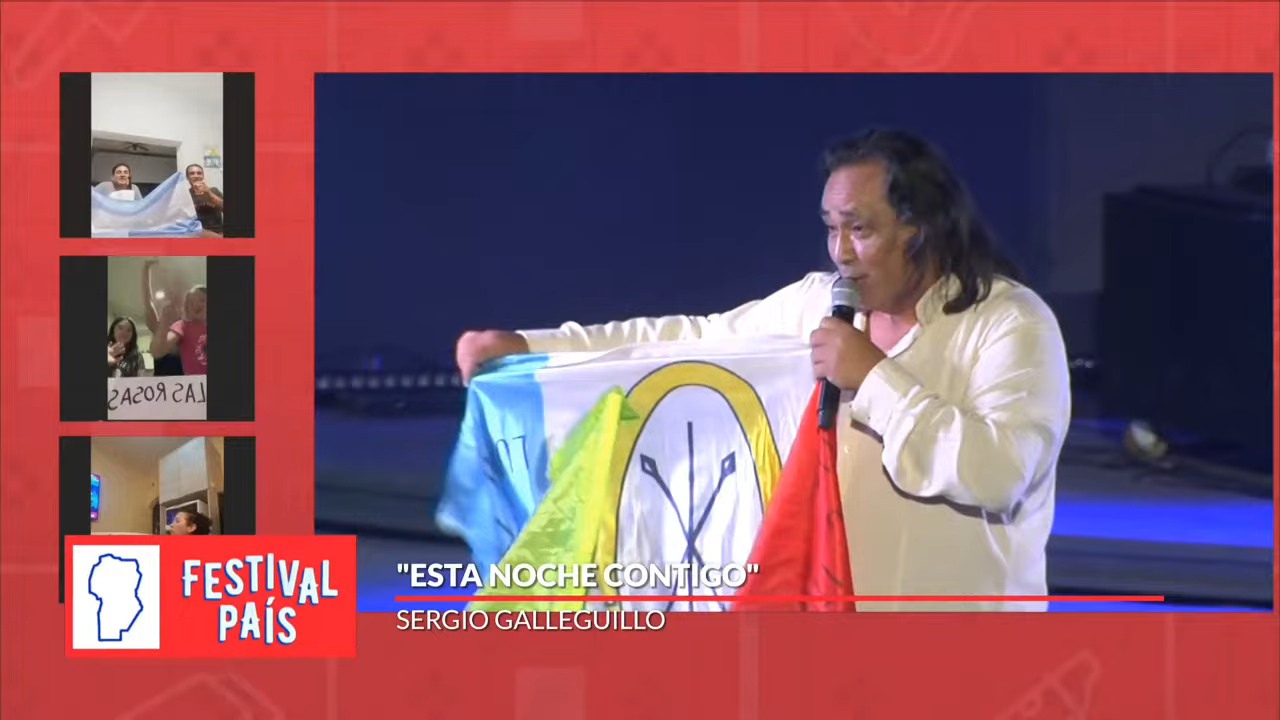 LAS ROSAS
FESTIVAL
PAÍS
"ESTA NOCHE CONTIGO"
SERGIO GALLEGUILLO